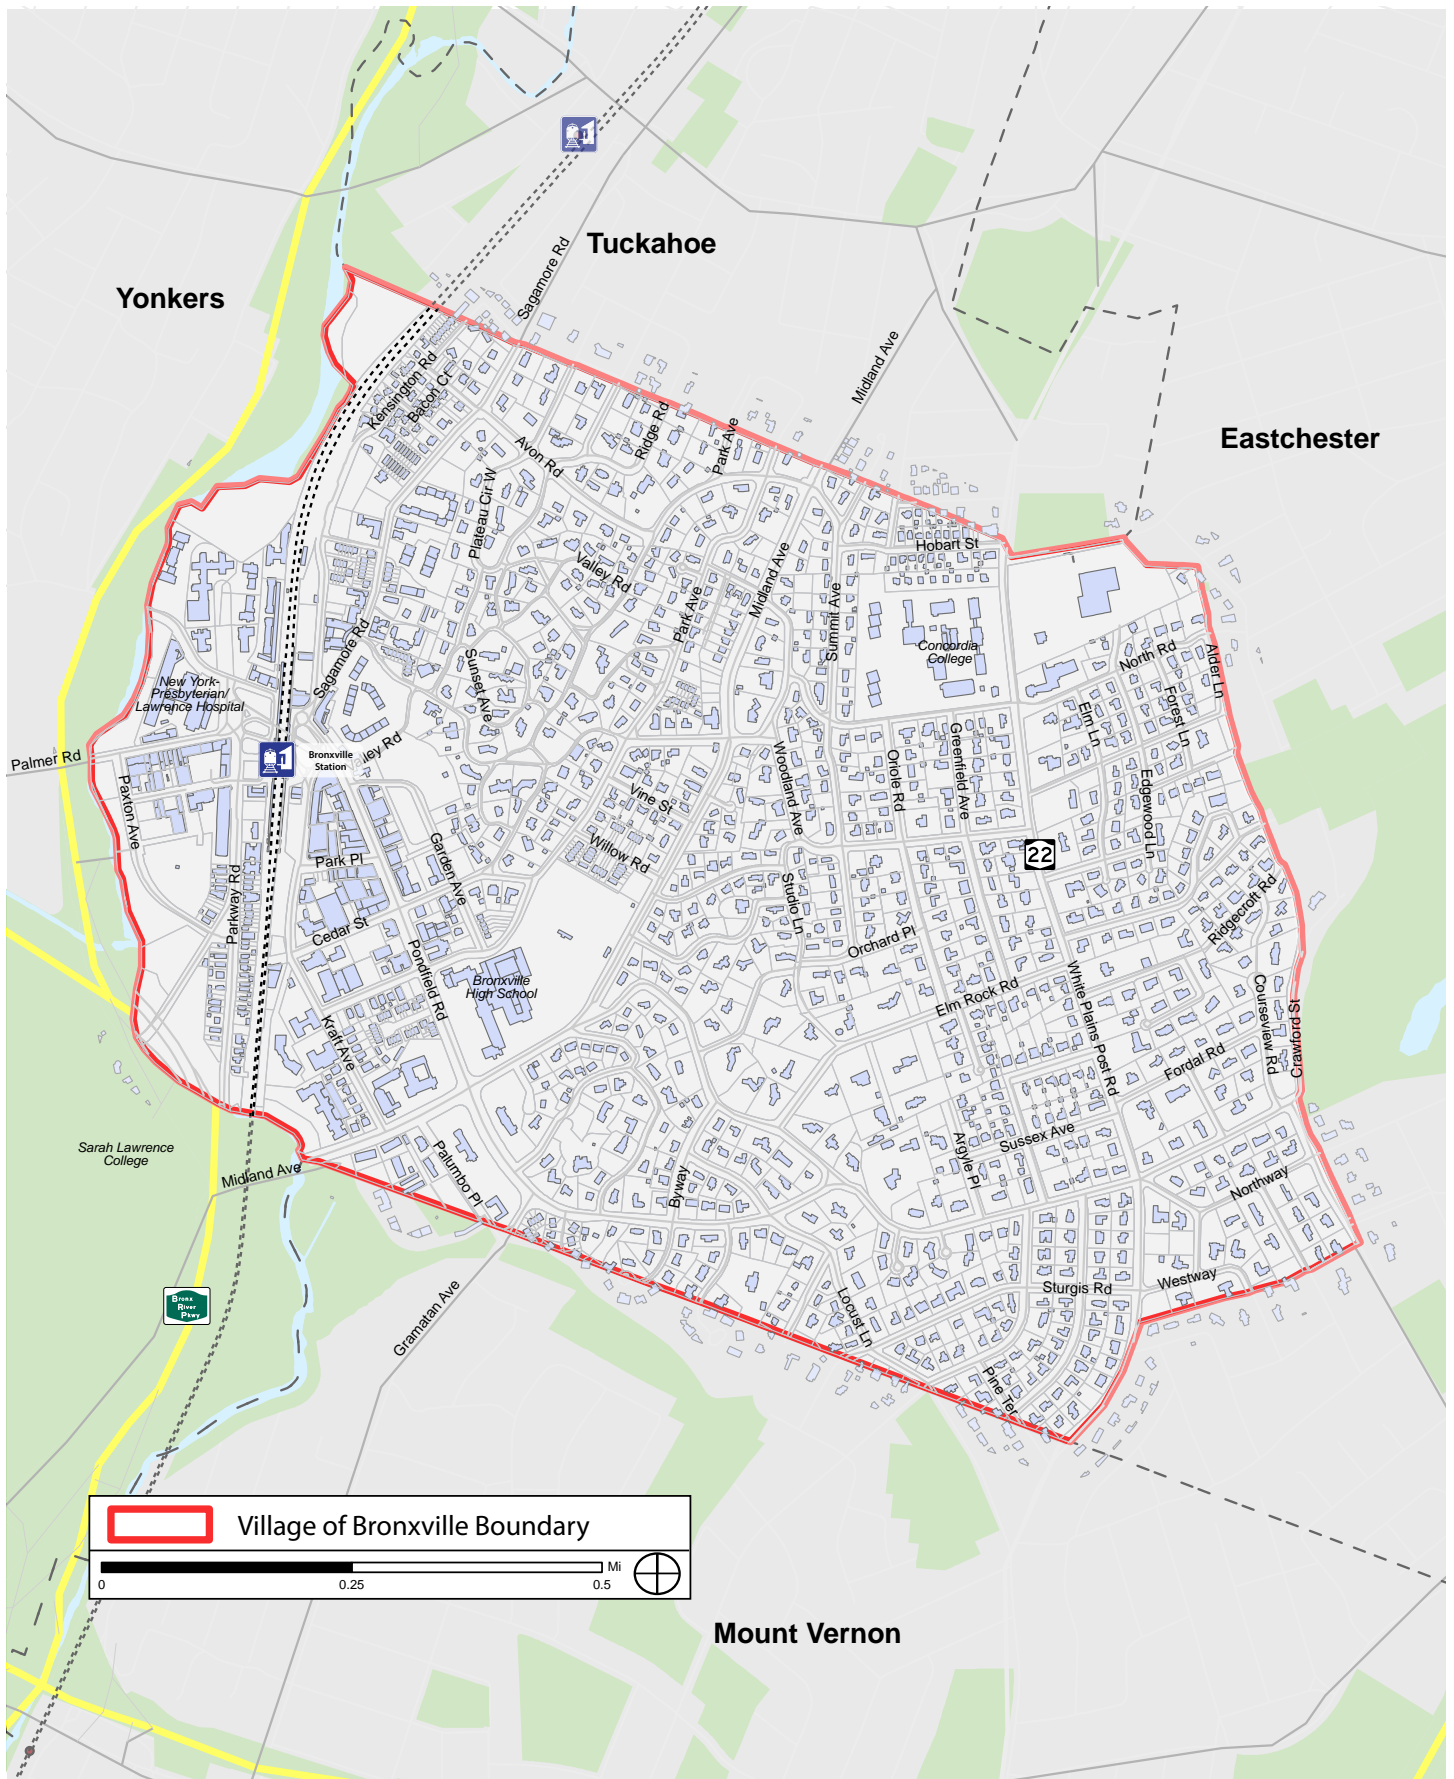 Tuckahoe
Yonkers
Eastchester
Mount Vernon
Sagamore Rd
Midland Ave
Kensington Rd
Bacon Ct
Avon Rd
Ridge Rd
Park Ave
Plateau Cir W
Valley Rd
Park Ave
Midland Ave
Hobart St
Summit Ave
Concordia
College
North Rd
Alder Ln
Forest Ln
Elm Ln
Sagamore Rd
Sunset Ave
New York-
Presbyterian/
Lawrence Hospital
Palmer Rd
Bronxville
Station
lley Rd
Paxton Ave
Woodland Ave
Oriole Rd
Greenfield Ave
Edgewood Ln
Vine St
Willow Rd
22
Park Pl
Garden Ave
Parkway Rd
Cedar St
Studio Ln
Orchard Pl
Ridgecroft Rd
Pondfield Rd
Bronxville
High School
Elm Rock Rd
White Plains Post Rd
Courseview Rd
Crawford St
Kraft Ave
Fordal Rd
Sussex Ave
Argyle Pl
Sarah Lawrence
College
Midland Ave
Palumbo Pl
Byway
Northway
Westway
Sturgis Rd
Locust Ln
Pine Ter
Gramatan Ave
Bronx
River
Pkwy
Village of Bronxville Boundary
Mi
0
0.25
0.5